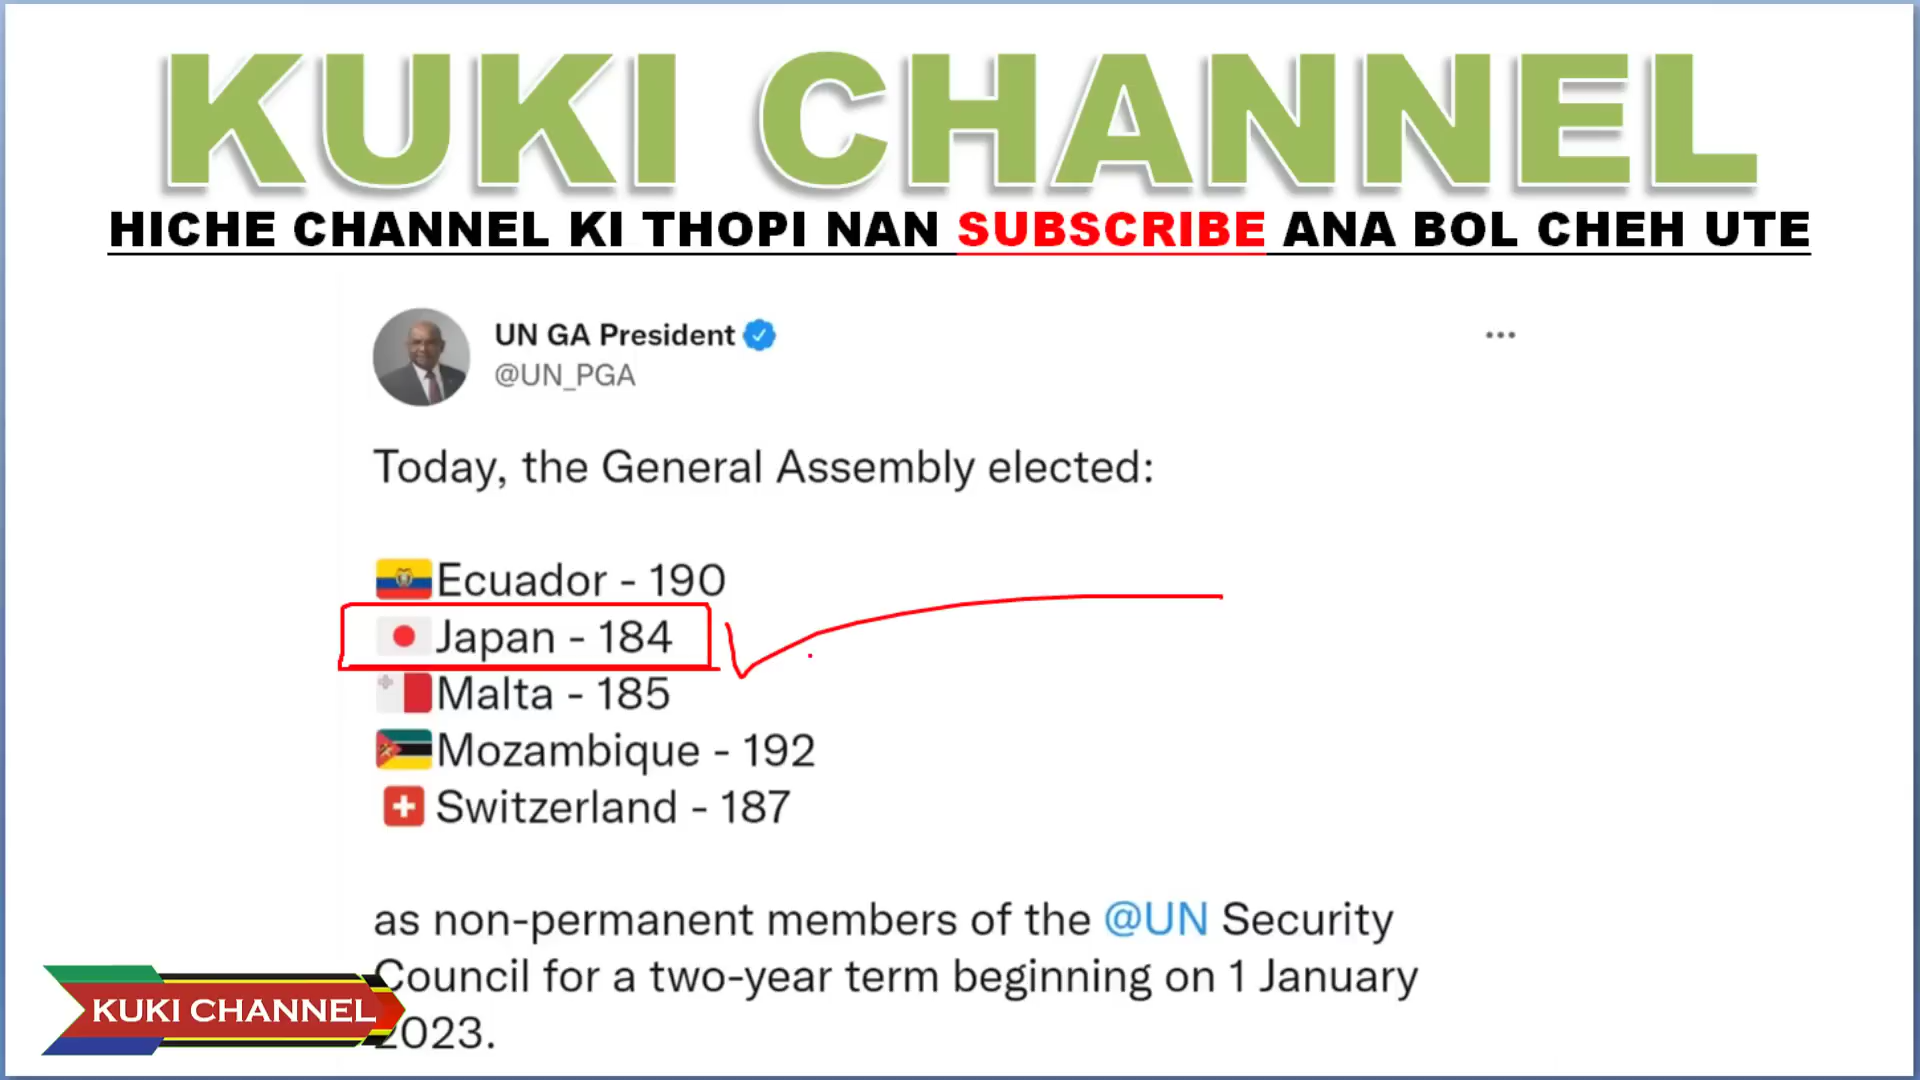 KUKI CHANNEL
HICHE CHANNEL KI THOPI NAN SUBSCRIBE ANA BOL CHEH UTE
UN GA President
@UN_PGA
Today, the General Assembly elected:
Ecuador - 190
Japan - 184
Malta - 185
Mozambique - 192
Switzerland - 187
as non-permanent members of the @UN Security
Council for a two-year term beginning on 1 January
2023.
KUKI CHANNEL